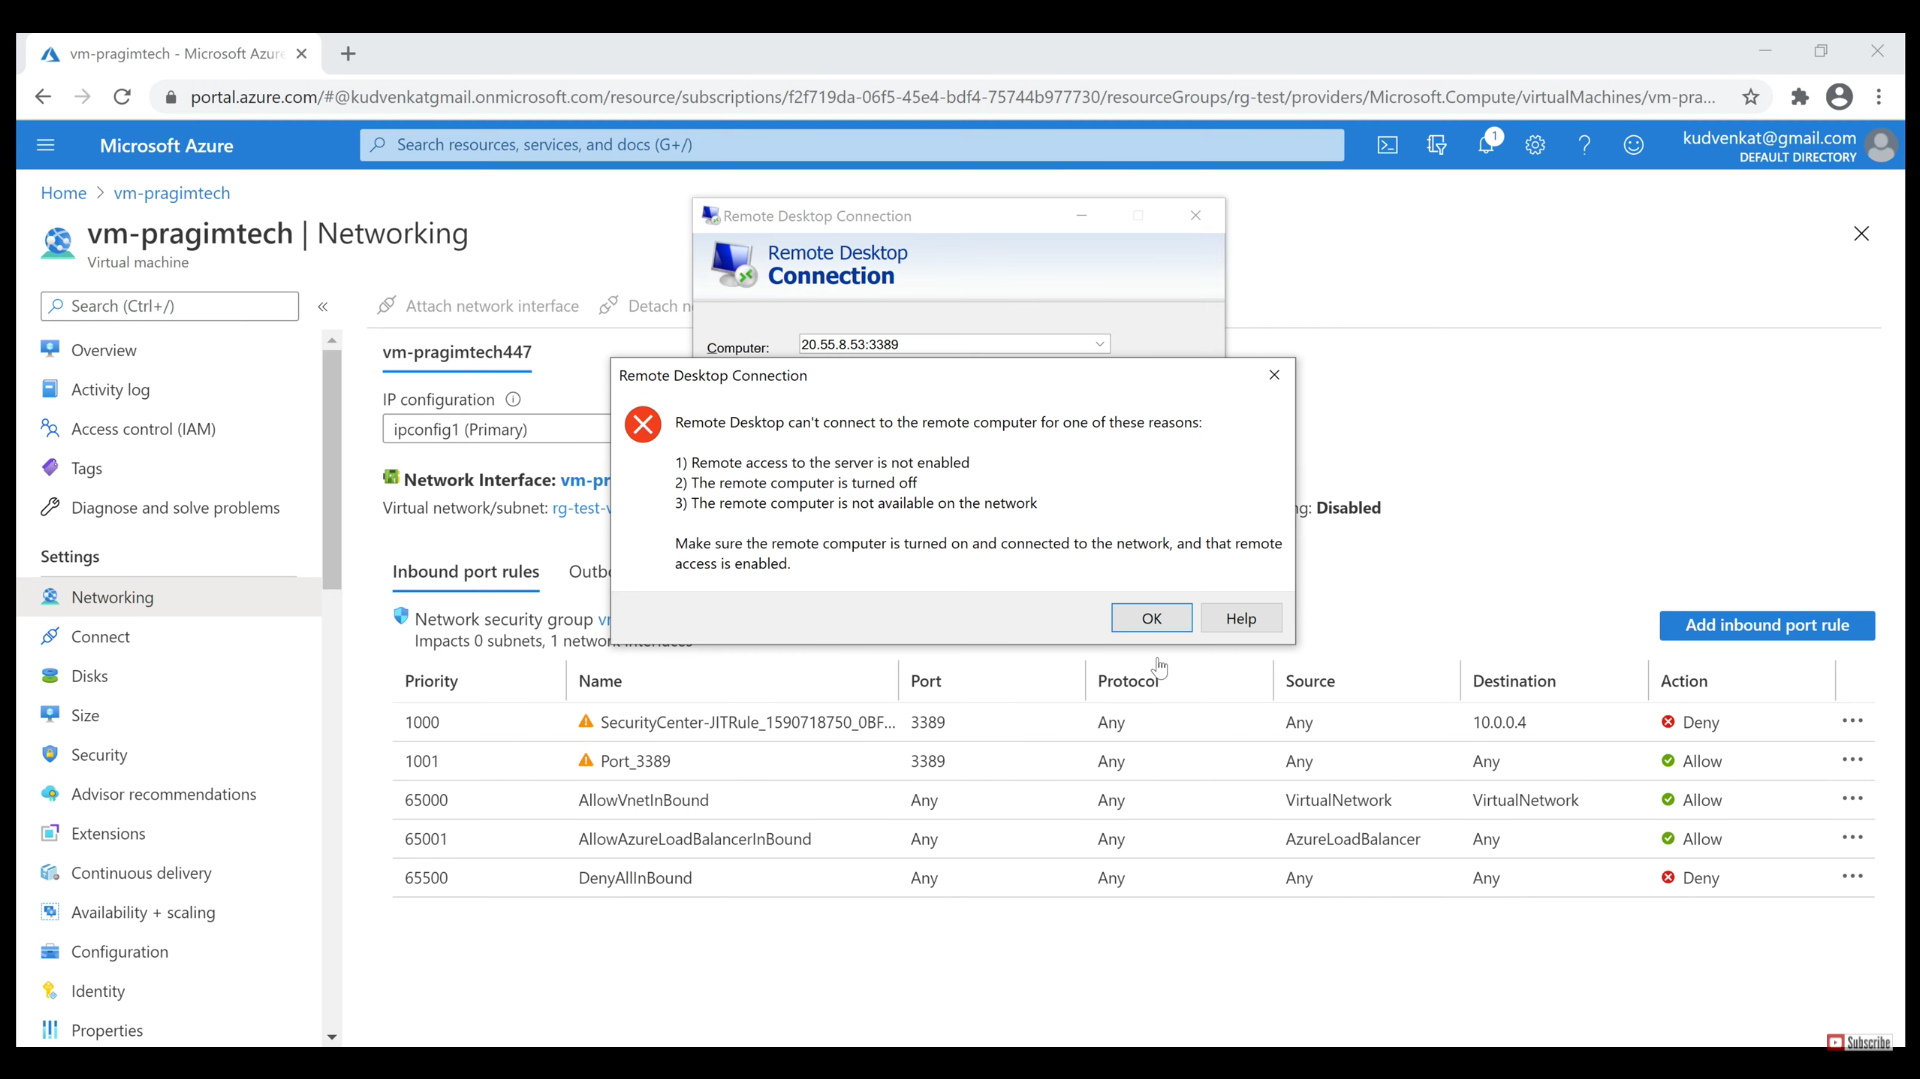 vm-pragimtech - Microsoft Azure
portal.azure.com/#@kudvenkatgmail.onmicrosoft.com/resource/subscriptions/f2f719da-06f5-45e4-bdf4-75744b977730/resourceGroups/rg-test/providers/Microsoft.Compute/virtualMachines/vm-pra...
Microsoft Azure
Search resources, services, and docs (G+/)
1
kudvenkat@gmail.com
DEFAULT DIRECTORY
Home > vm-pragimtech
vm-pragimtech | Networking
Virtual machine
Search (Ctrl+/)
«
Overview
Activity log
Access control (IAM)
Tags
Diagnose and solve problems
Settings
Networking
Connect
Disks
Size
Security
Advisor recommendations
Extensions
Continuous delivery
Availability + scaling
Configuration
Identity
Properties
Attach network interface
Detach n
vm-pragimtech447
IP configuration
ipconfig1 (Primary)
Network Interface: vm-pr
Virtual network/subnet: rg-test-v
ng: Disabled
Inbound port rules
Outbo
Network security group vr
Impacts 0 subnets, 1 network interfaces
Add inbound port rule
Remote Desktop Connection
Remote Desktop
Connection
Computer: 20.55.8.53:3389
Remote Desktop Connection
Remote Desktop can't connect to the remote computer for one of these reasons:
1) Remote access to the server is not enabled
2) The remote computer is turned off
3) The remote computer is not available on the network
Make sure the remote computer is turned on and connected to the network, and that remote
access is enabled.
OK
Help
Priority Name Port Protocol Source Destination Action
1000 SecurityCenter-JITRule_1590718750_0BF... 3389 Any Any 10.0.0.4 Deny ...
1001 Port_3389 3389 Any Any Any Allow ...
65000 AllowVnetInBound Any Any VirtualNetwork VirtualNetwork Allow ...
65001 AllowAzureLoadBalancerInBound Any Any AzureLoadBalancer Any Allow ...
65500 DenyAllInBound Any Any Any Any Deny ...
Subscribe